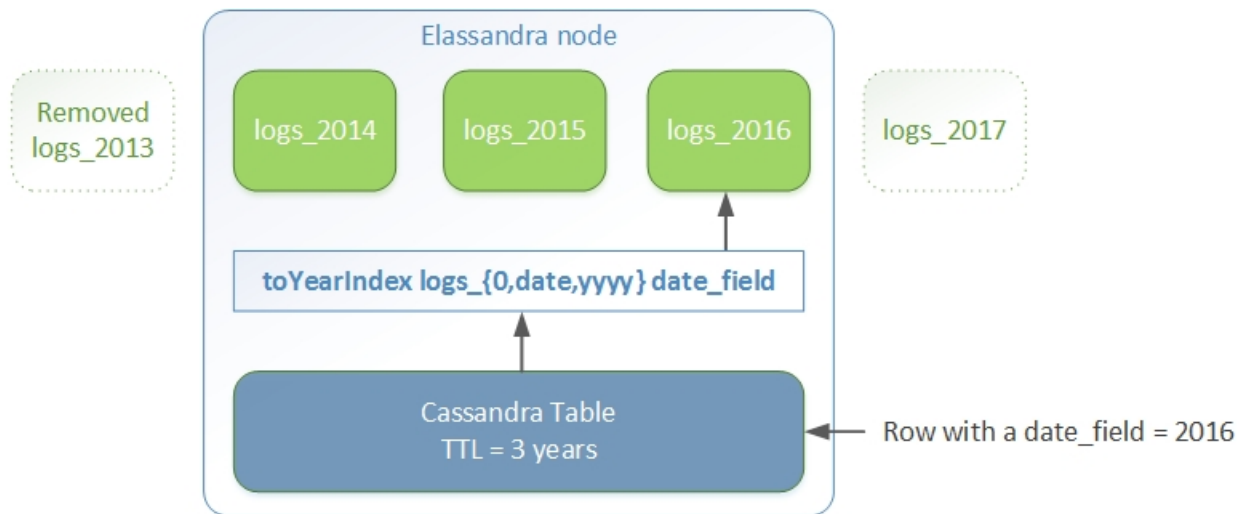 Elassandra node
Removed
logs_2013
logs_2014
logs_2015
logs_2016
logs_2017
toYearIndex logs_{0,date,yyyy} date_field
Cassandra Table
TTL = 3 years
Row with a date_field = 2016